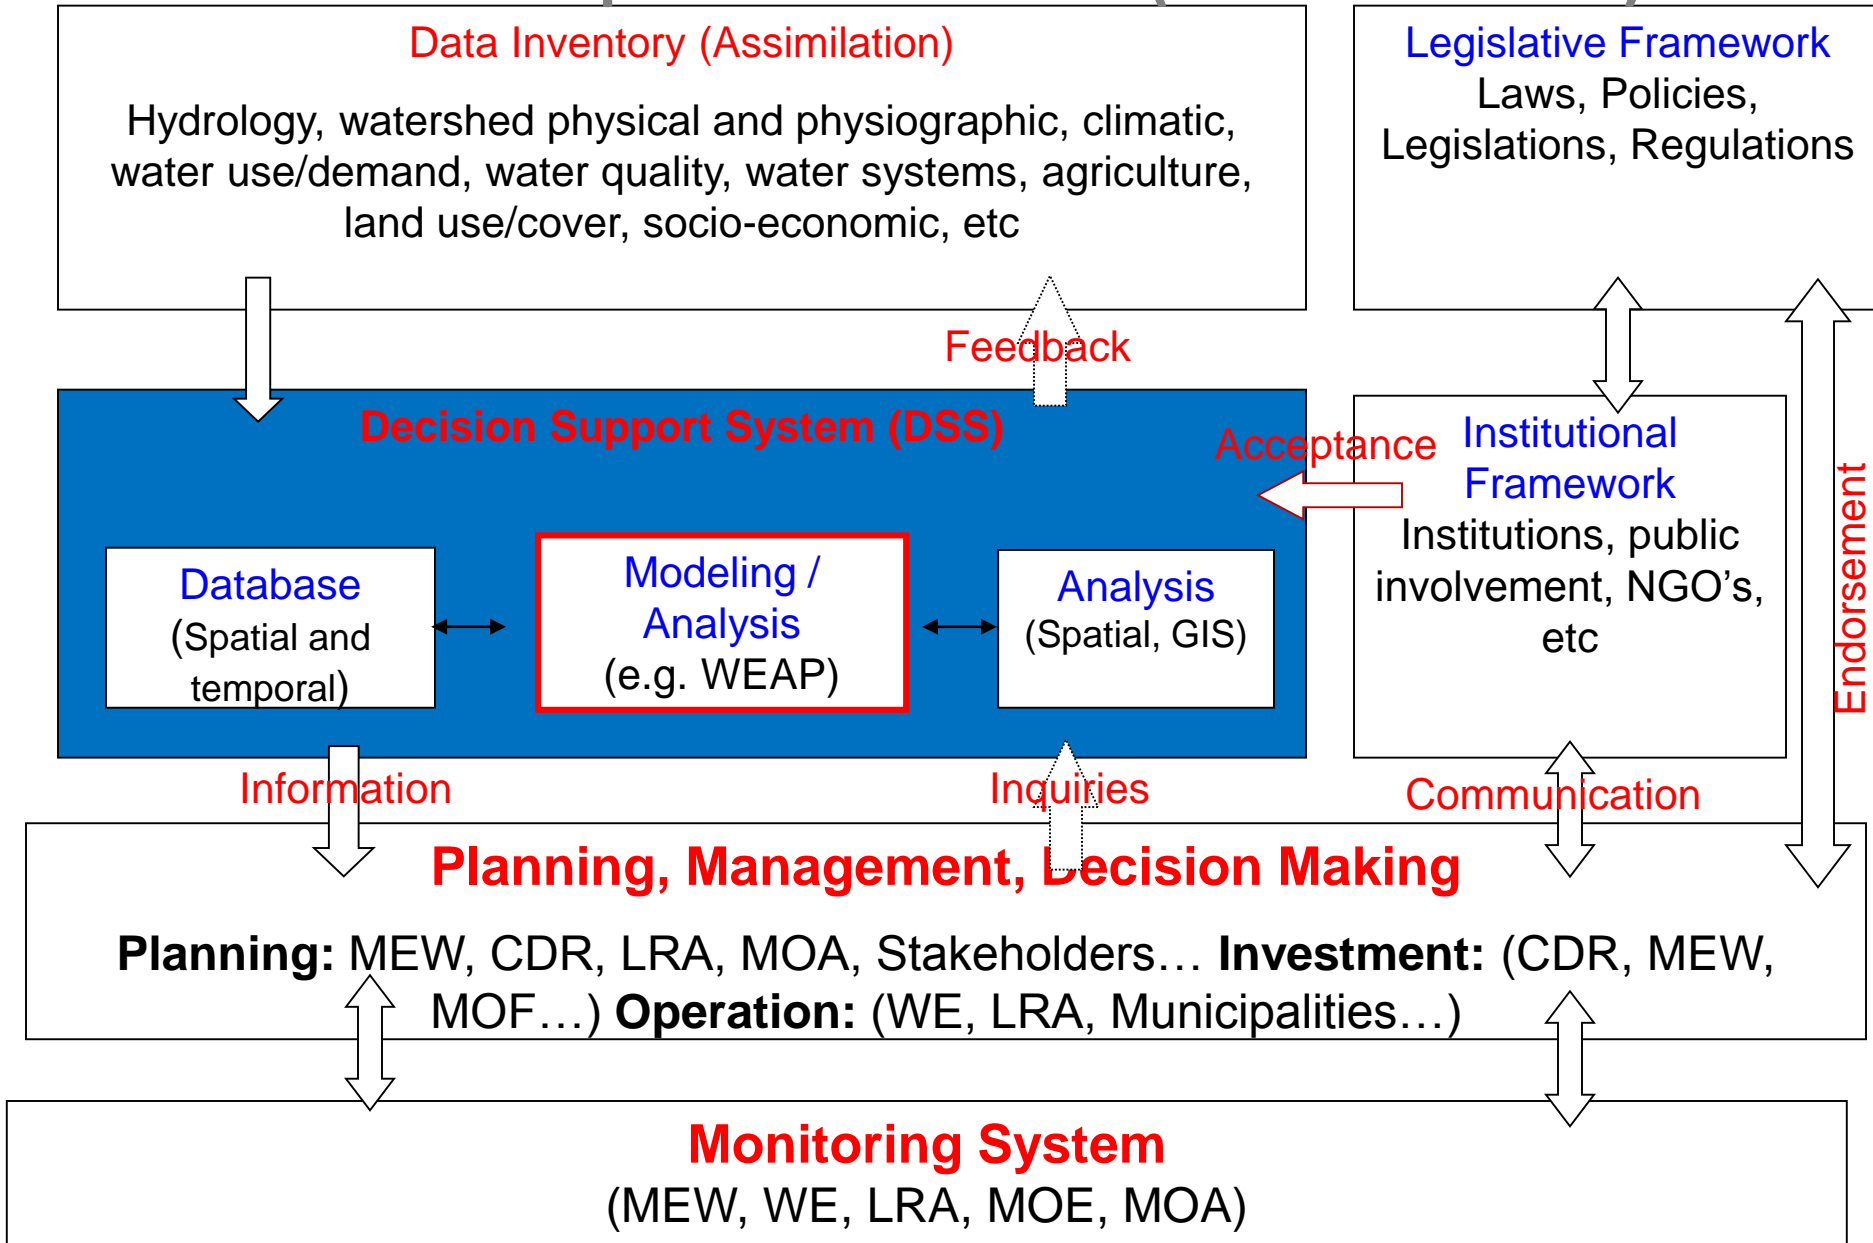 Data Inventory (Assimilation)
Hydrology, watershed physical and physiographic, climatic,
water use/demand, water quality, water systems, agriculture,
land use/cover, socio-economic, etc
Legislative Framework
Laws, Policies,
Legislations, Regulations
Feedback
Decision Support System (DSS)
Acceptance
Database
(Spatial and
temporal)
Modeling /
Analysis
(e.g. WEAP)
Analysis
(Spatial, GIS)
Institutional
Framework
Institutions, public
involvement, NGO’s,
etc
Endorsement
Information
Inquiries
Communication
Planning, Management, Decision Making
Planning: MEW, CDR, LRA, MOA, Stakeholders… Investment: (CDR, MEW,
MOF…) Operation: (WE, LRA, Municipalities…)
Monitoring System
(MEW, WE, LRA, MOE, MOA)